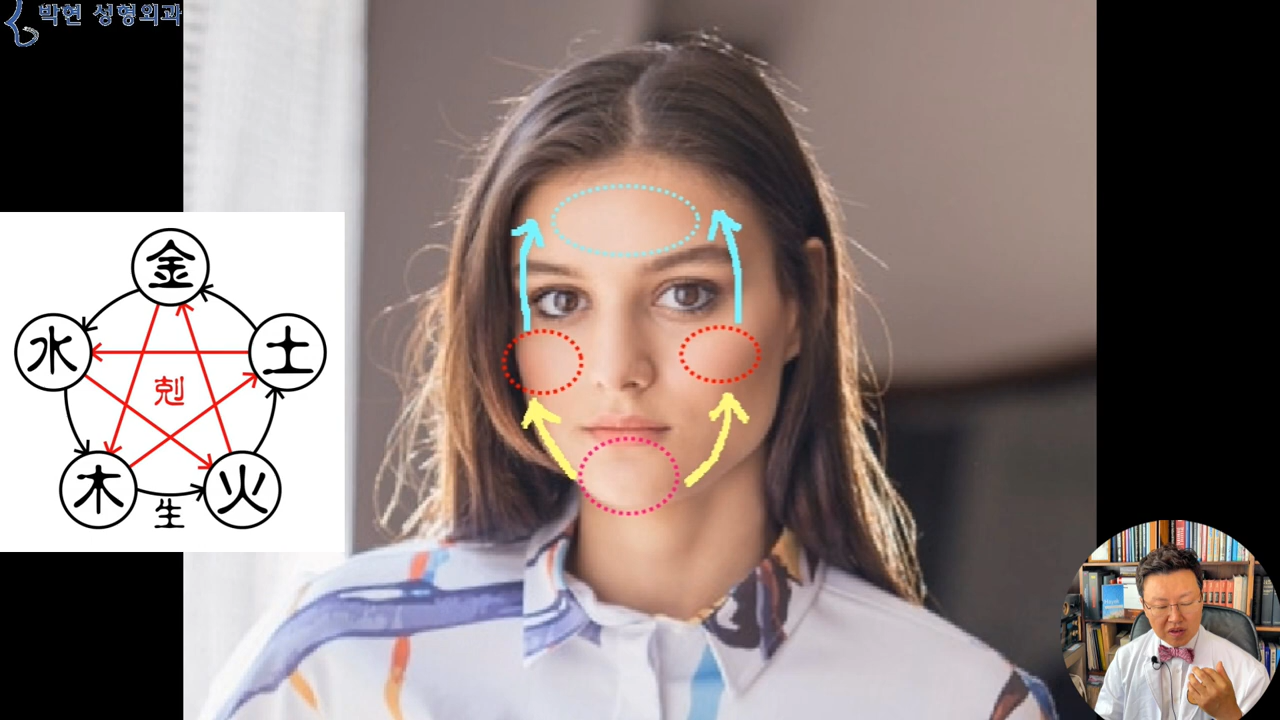 박현 성형외과
金
水
土
剋
木
火
生